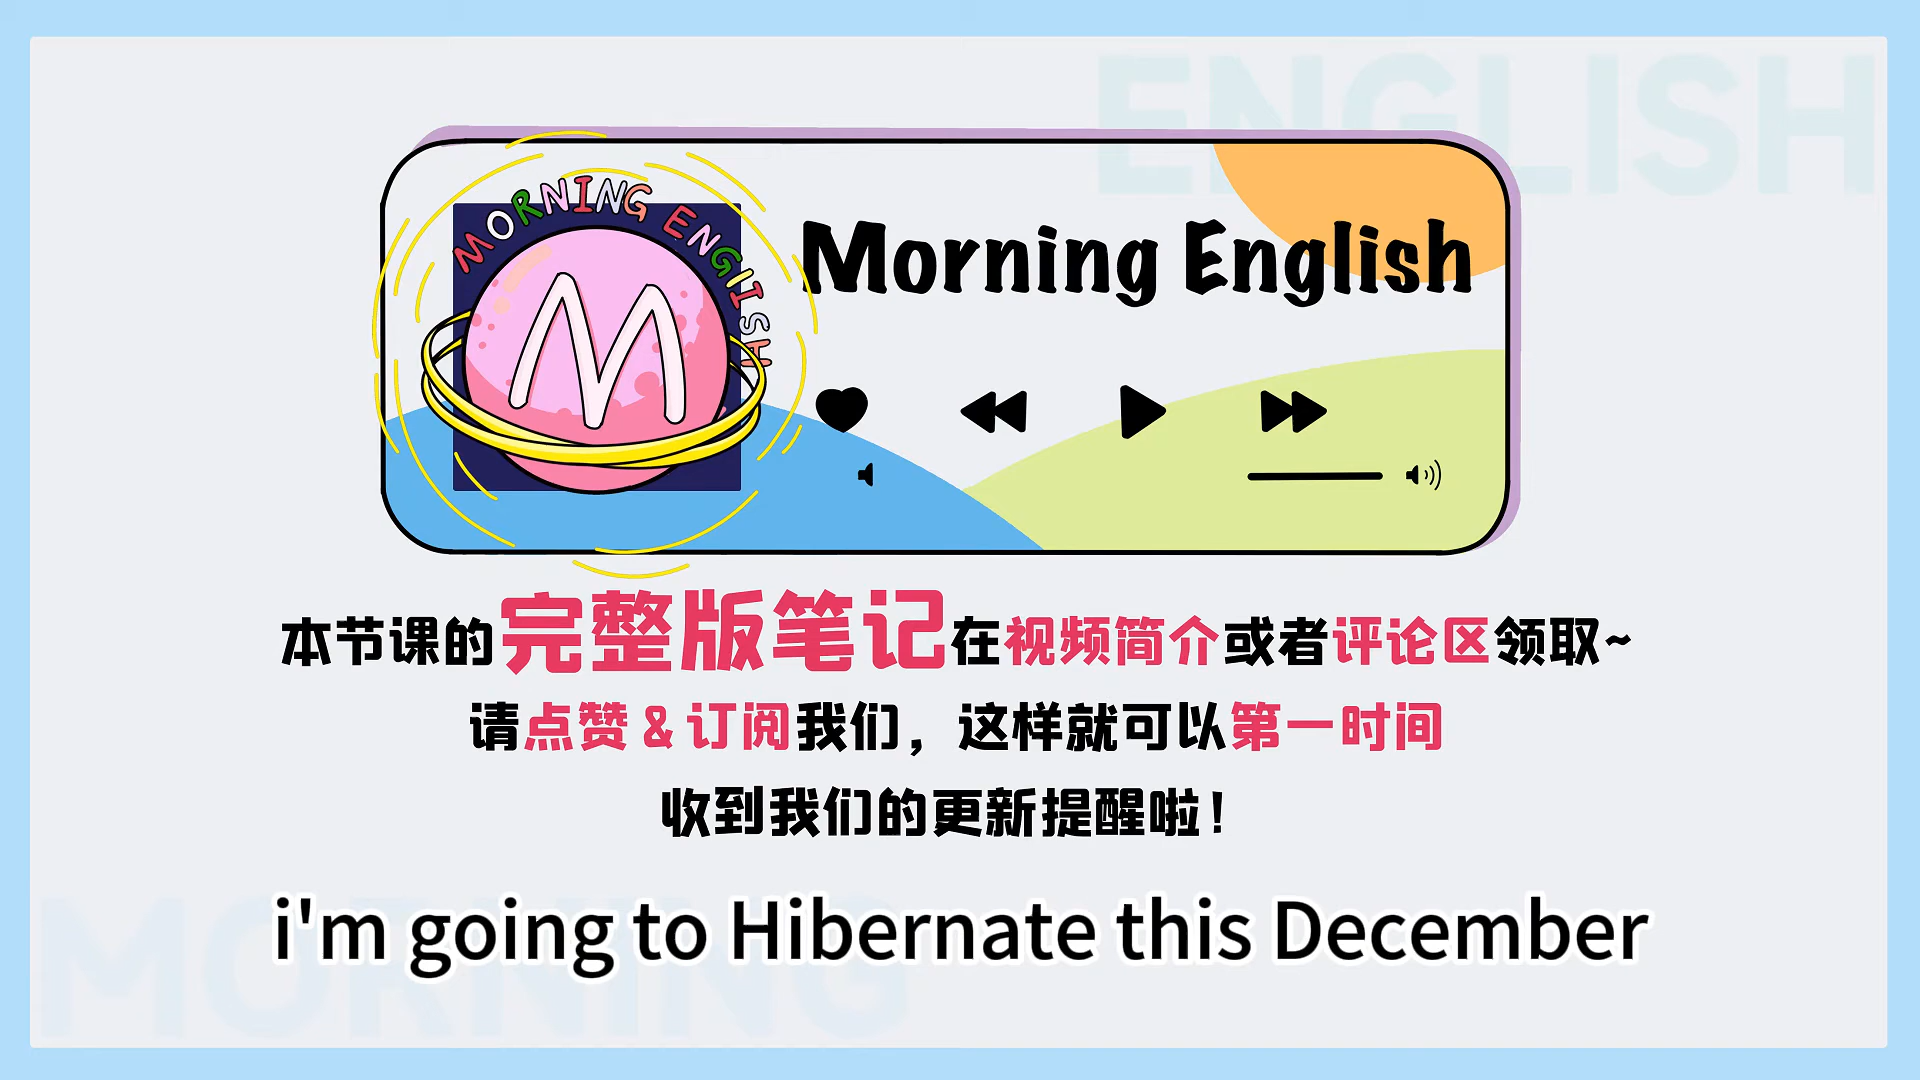 ENGLISH
MORNING ENGLISH
M
Morning English
本节课的完整版笔记在视频简介或者评论区领取~
请点赞&订阅我们，这样就可以第一时间
收到我们的更新提醒啦！
MORNING
i'm going to Hibernate this December